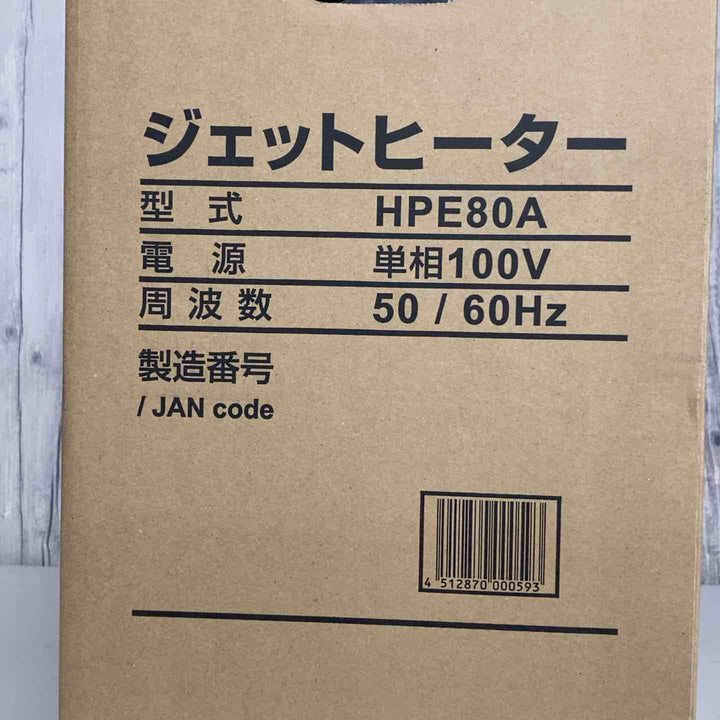 ジェットヒーター
型式 HPE80A
電源 単相100V
周波数 50 / 60Hz
製造番号
/ JAN code
4 512870 000593